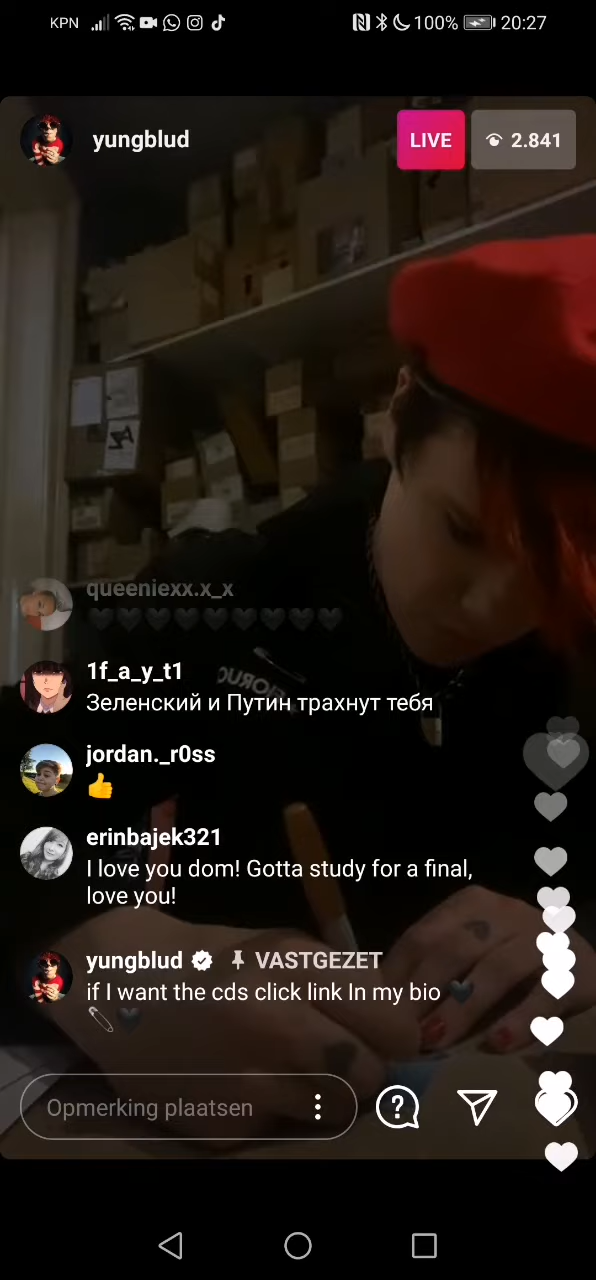 KPN 100% 20:27
yungblud LIVE 2.841
queeniexx.x_x
🖤🖤🖤🖤🖤🖤🖤🖤🖤
1f_a_y_t1
Зеленский и Путин трахнут тебя
jordan._r0ss
👍
erinbajek321
I love you dom! Gotta study for a final,
love you!
yungblud VASTGEZET
if I want the cds click link In my bio 🖤
🧷🖤
Opmerking plaatsen